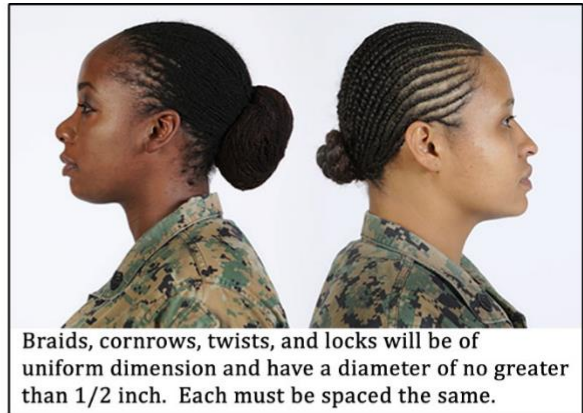 Braids, cornrows, twists, and locks will be of
uniform dimension and have a diameter of no greater
than 1/2 inch.  Each must be spaced the same.